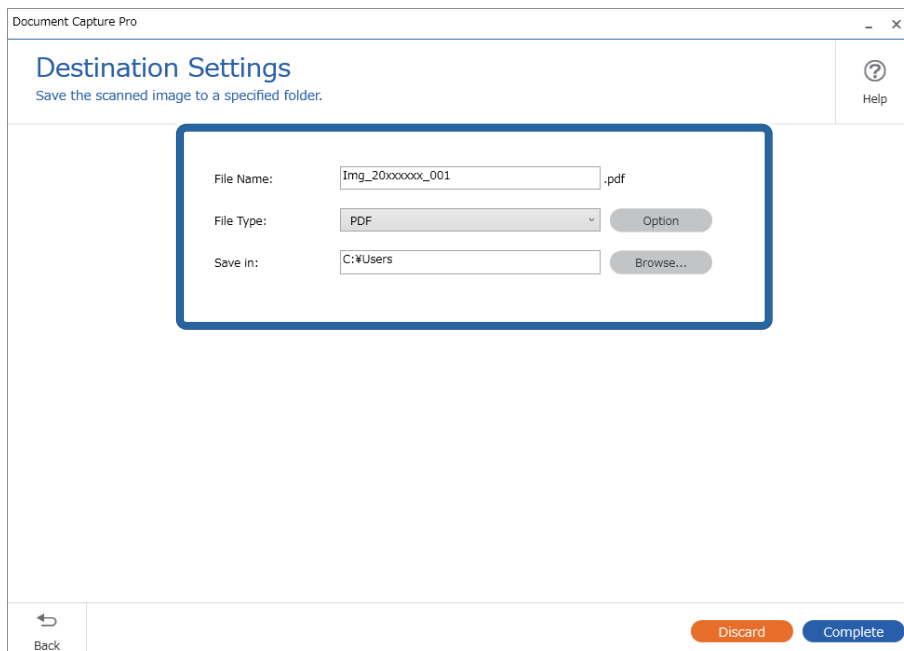 Document Capture Pro
Destination Settings
Save the scanned image to a specified folder.
Help
File Name: Img_20xxxxxx_001 .pdf
File Type: PDF Option
Save in: C:¥Users Browse...
Back
Discard Complete